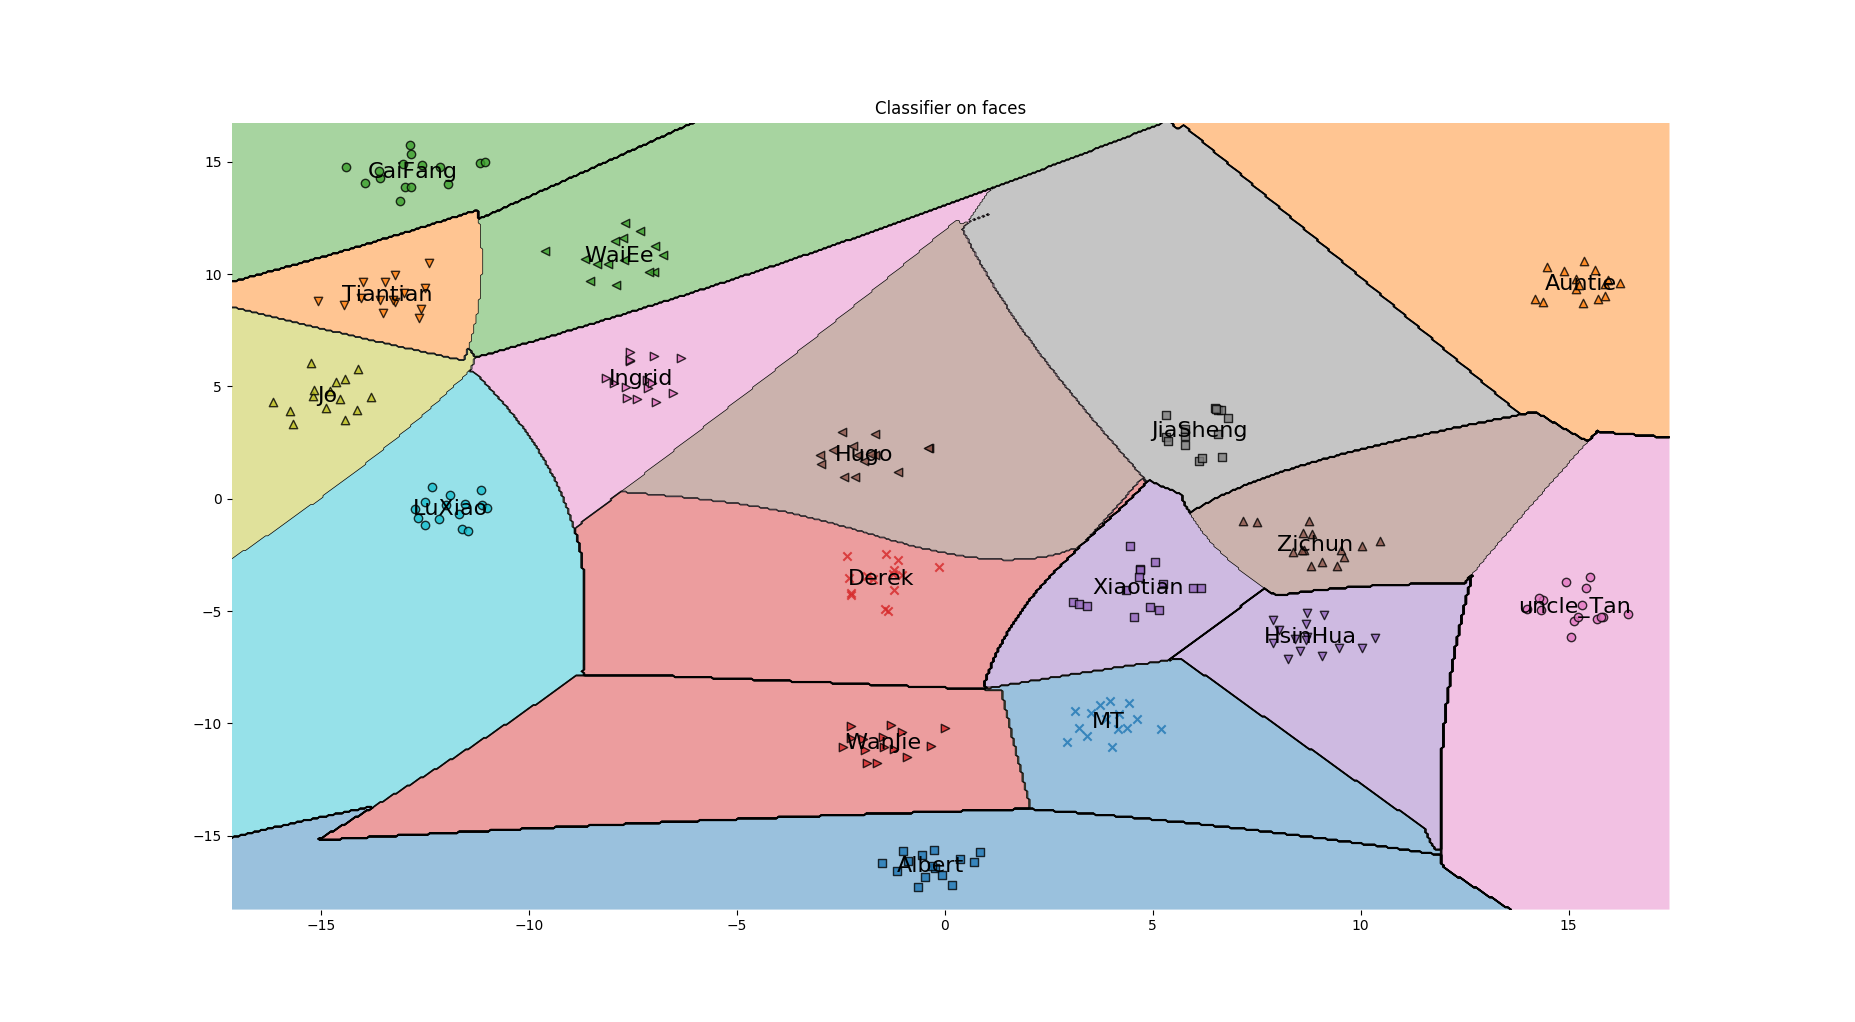 Classifier on faces
15
CaiFang
WaiEe
10
Tiantian
Auntie
5
Jo
Ingrid
JiaSheng
Hugo
0
LuXiao
Zichun
Derek
Xiaotian
−5
uncle_Tan
HsinHua
−10
MT
WanJie
−15
Albert
−15 −10 −5 0 5 10 15